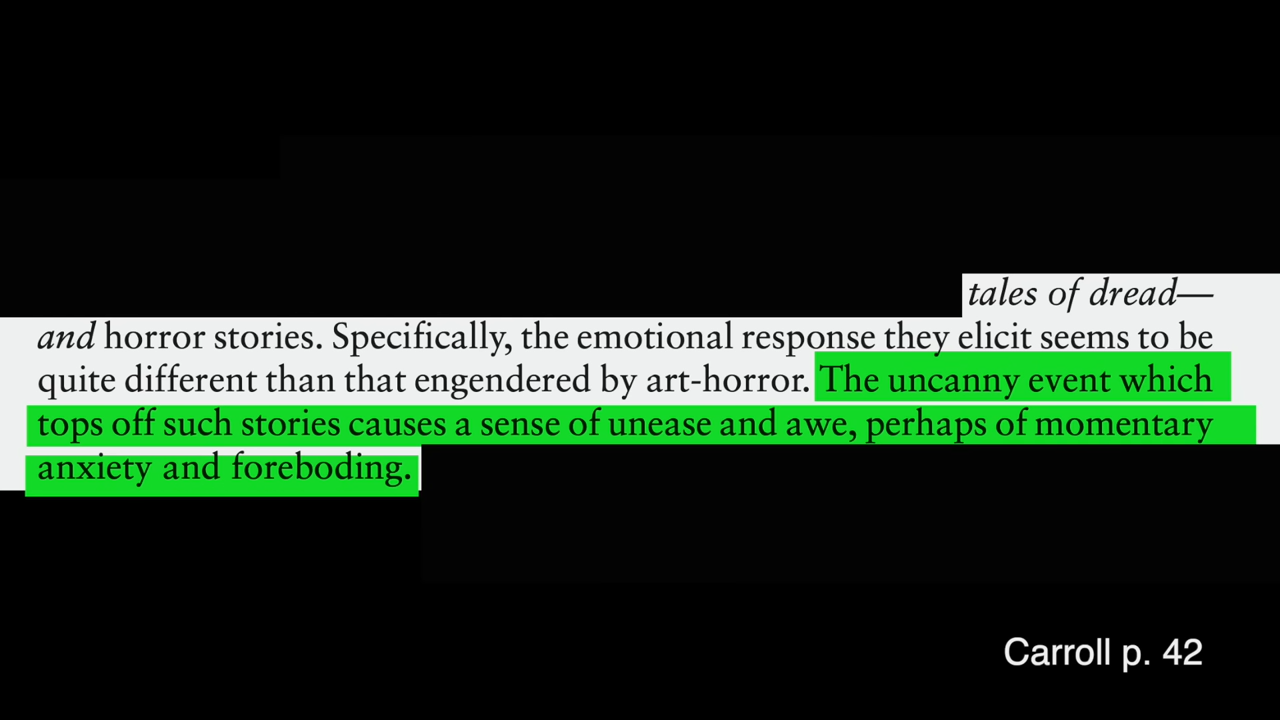 tales of dread—
and horror stories. Specifically, the emotional response they elicit seems to be
quite different than that engendered by art-horror. The uncanny event which
tops off such stories causes a sense of unease and awe, perhaps of momentary
anxiety and foreboding.
Carroll p. 42